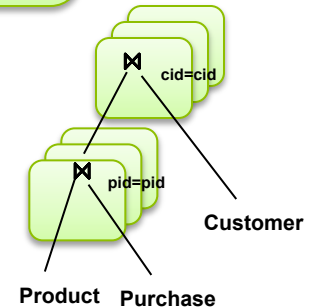 ⋈
cid=cid
⋈
pid=pid
Customer
Product Purchase